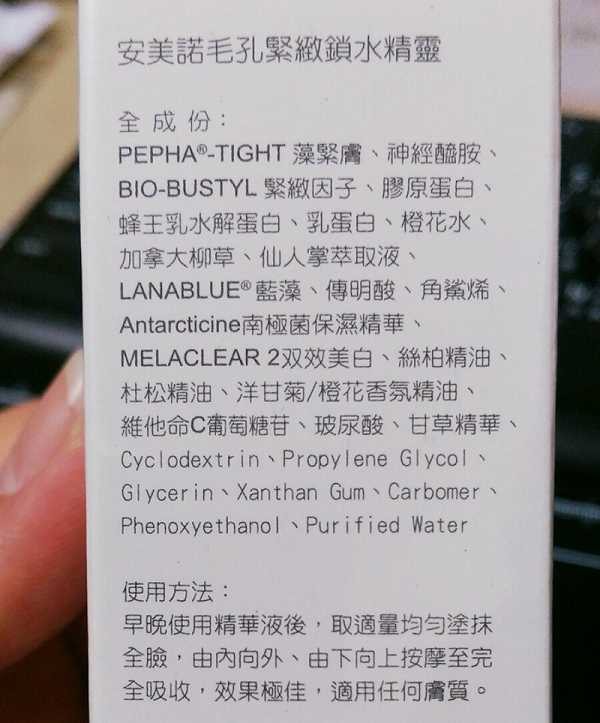 安美諾毛孔緊緻鎖水精靈
全 成 份：
PEPHA®-TIGHT 藻緊膚、神經醯胺、
BIO-BUSTYL 緊緻因子、膠原蛋白、
蜂王乳水解蛋白、乳蛋白、橙花水、
加拿大柳草、仙人掌萃取液、
LANABLUE®藍藻、傳明酸、角鯊烯、
Antarcticine南極菌保濕精華、
MELACLEAR 2双效美白、絲柏精油、
杜松精油、洋甘菊/橙花香氛精油、
維他命C葡萄糖苷、玻尿酸、甘草精華、
Cyclodextrin、Propylene Glycol、
Glycerin、Xanthan Gum、Carbomer、
Phenoxyethanol、Purified Water
使用方法：
早晚使用精華液後，取適量均勻塗抹
全臉，由內向外、由下向上按摩至完
全吸收，效果極佳，適用任何膚質。